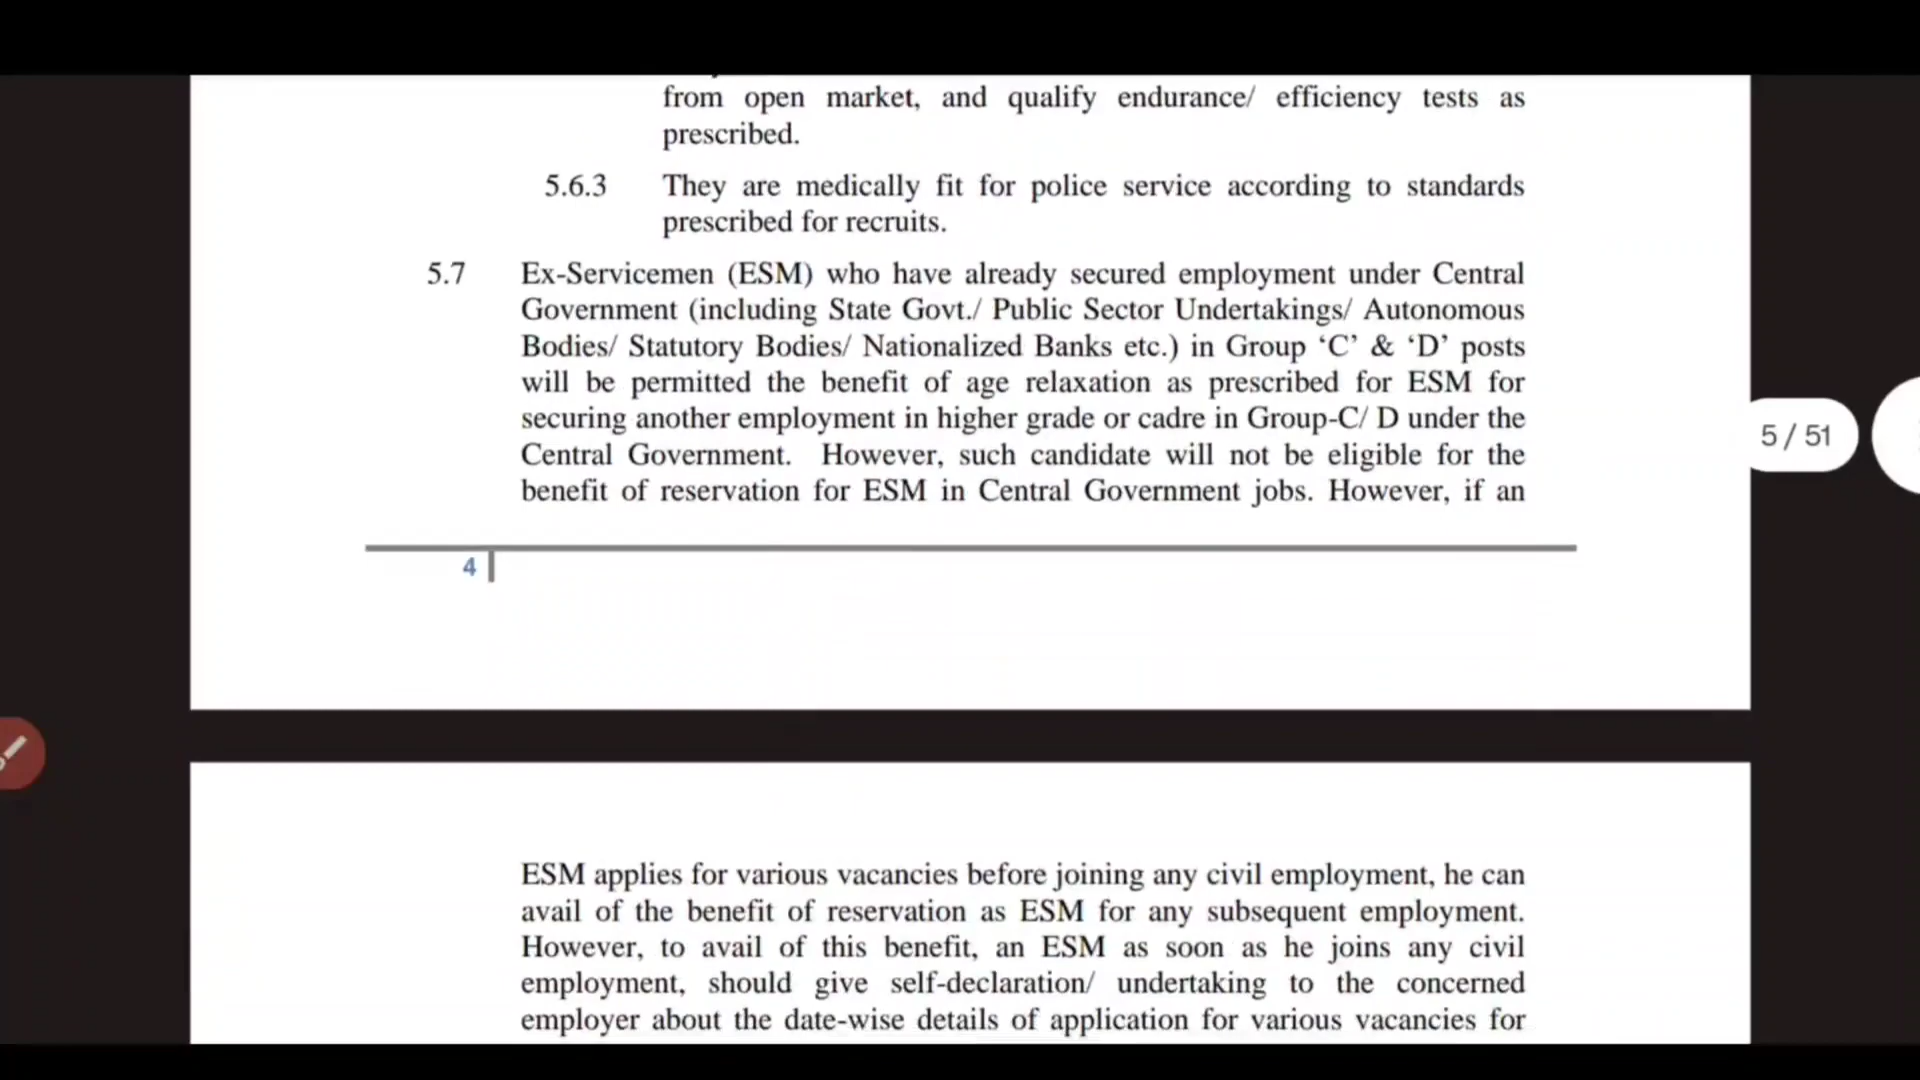 from open market, and qualify endurance/ efficiency tests as
prescribed.
5.6.3 They are medically fit for police service according to standards
prescribed for recruits.
5.7 Ex-Servicemen (ESM) who have already secured employment under Central
Government (including State Govt./ Public Sector Undertakings/ Autonomous
Bodies/ Statutory Bodies/ Nationalized Banks etc.) in Group ‘C’ & ‘D’ posts
will be permitted the benefit of age relaxation as prescribed for ESM for
securing another employment in higher grade or cadre in Group-C/ D under the
Central Government. However, such candidate will not be eligible for the
benefit of reservation for ESM in Central Government jobs. However, if an
5 / 51
4
ESM applies for various vacancies before joining any civil employment, he can
avail of the benefit of reservation as ESM for any subsequent employment.
However, to avail of this benefit, an ESM as soon as he joins any civil
employment, should give self-declaration/ undertaking to the concerned
employer about the date-wise details of application for various vacancies for